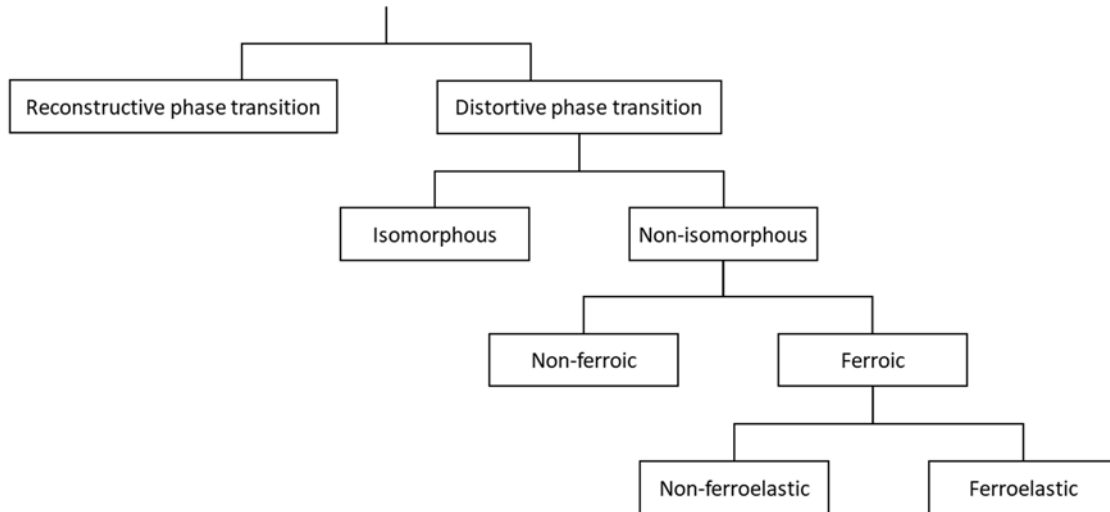 Reconstructive phase transition
Distortive phase transition
Isomorphous
Non-isomorphous
Non-ferroic
Ferroic
Non-ferroelastic
Ferroelastic